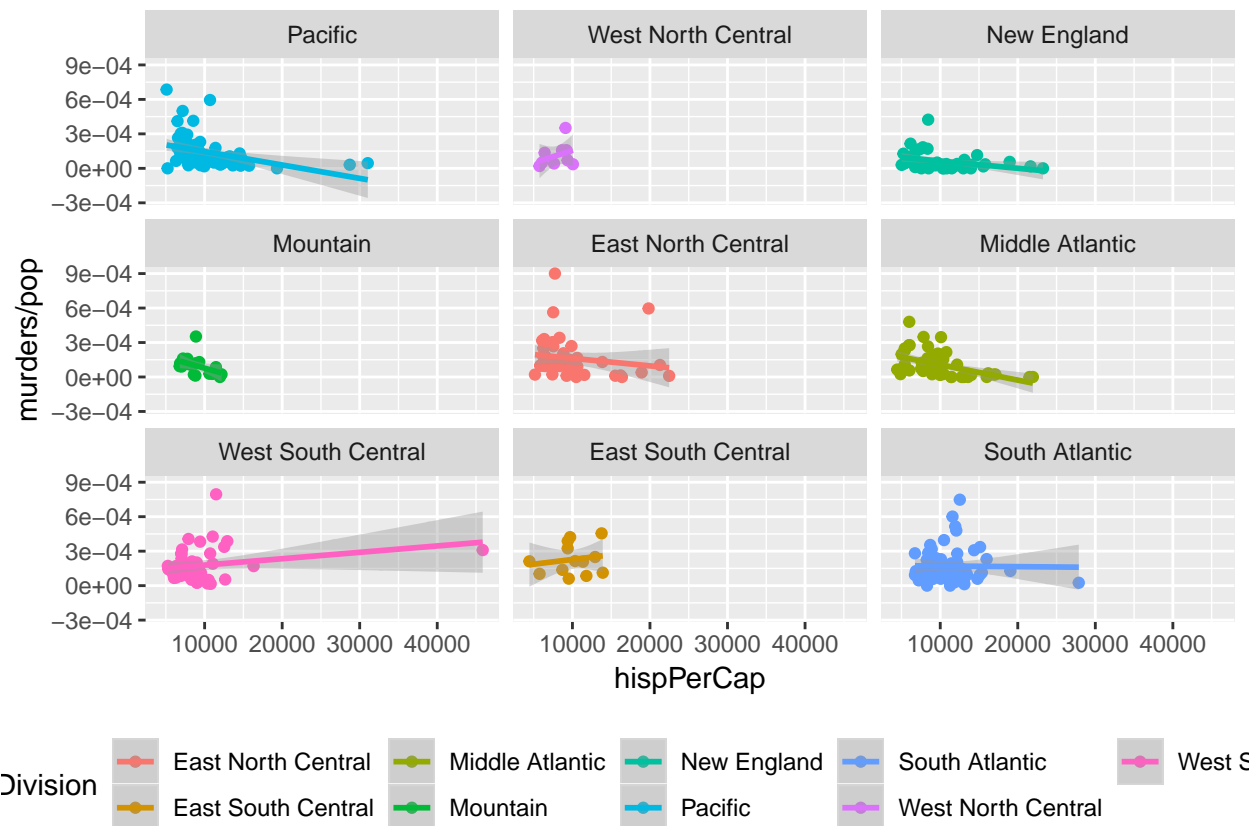 Pacific West North Central New England
9e−04
6e−04
3e−04
0e+00
−3e−04
Mountain East North Central Middle Atlantic
9e−04
6e−04
3e−04
0e+00
−3e−04
West South Central East South Central South Atlantic
9e−04
6e−04
3e−04
0e+00
−3e−04
murders/pop
10000 20000 30000 40000 10000 20000 30000 40000 10000 20000 30000 40000
hispPerCap
Division
East North Central Middle Atlantic New England South Atlantic West S
East South Central Mountain Pacific West North Central